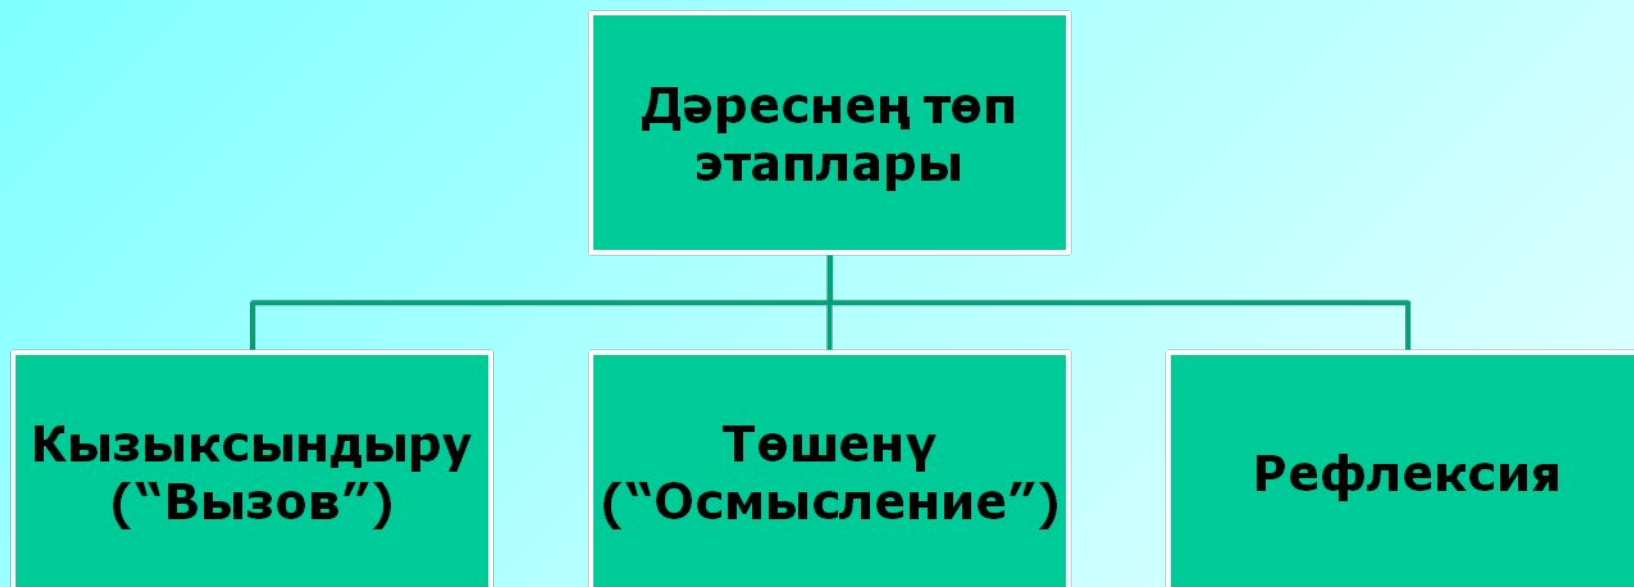 Дәреснең төп
этаплары
Кызыксындыру
(“Вызов”)
Төшенү
(“Осмысление”)
Рефлексия